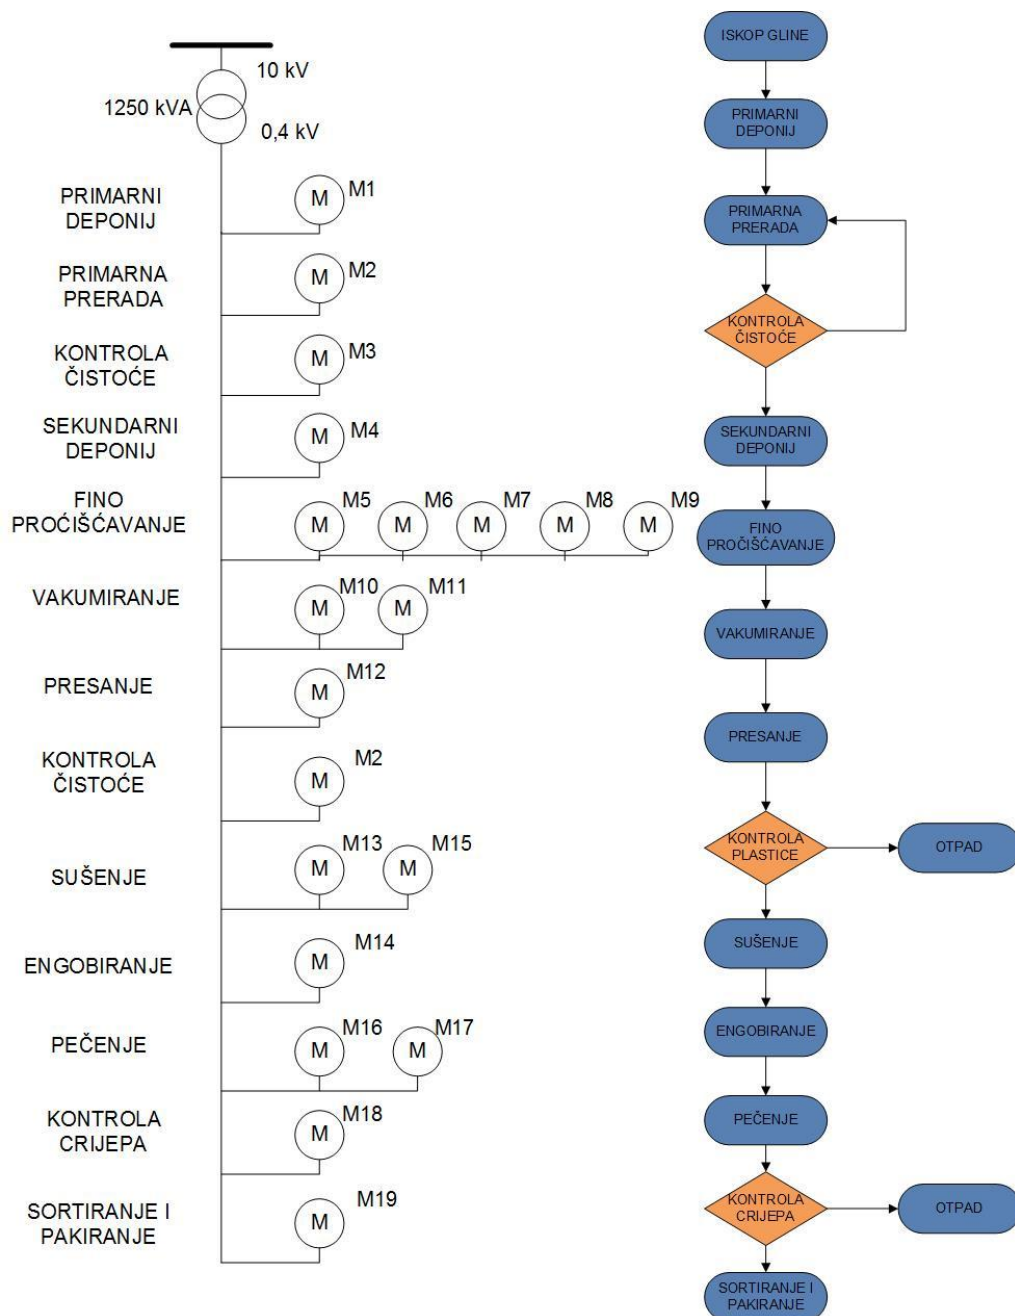 10 kV
1250 kVA
0,4 kV
PRIMARNI
DEPONIJ
M
M1
PRIMARNA
PRERADA
M
M2
KONTROLA
ČISTOĆE
M
M3
SEKUNDARNI
DEPONIJ
M
M4
FINO
PROĆIŠĆAVANJE
M
M5
M
M6
M
M7
M
M8
M
M9
VAKUMIRANJE
M
M10
M
M11
PRESANJE
M
M12
KONTROLA
ČISTOĆE
M
M2
SUŠENJE
M
M13
M
M15
ENGOBIRANJE
M
M14
PEČENJE
M
M16
M
M17
KONTROLA
CRIJEPA
M
M18
SORTIRANJE I
PAKIRANJE
M
M19
ISKOP GLINE
PRIMARNI
DEPONIJ
PRIMARNA
PRERADA
KONTROLA
ČISTOĆE
SEKUNDARNI
DEPONIJ
FINO
PROČIŠĆAVANJE
VAKUMIRANJE
PRESANJE
KONTROLA
PLASTICE
OTPAD
SUŠENJE
ENGOBIRANJE
PEČENJE
KONTROLA
CRIJEPA
OTPAD
SORTIRANJE I
PAKIRANJE